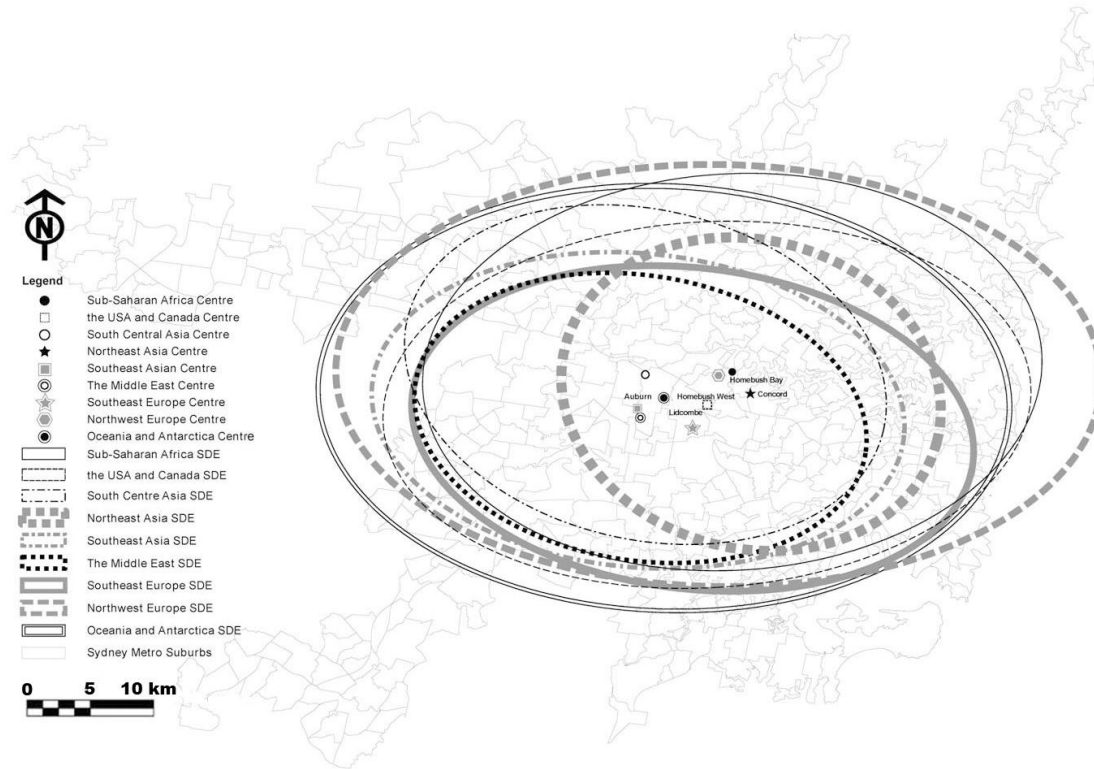 N
Legend
Sub-Saharan Africa Centre
the USA and Canada Centre
South Central Asia Centre
Northeast Asia Centre
Southeast Asian Centre
The Middle East Centre
Southeast Europe Centre
Northwest Europe Centre
Oceania and Antarctica Centre
Sub-Saharan Africa SDE
the USA and Canada SDE
South Centre Asia SDE
Northeast Asia SDE
Southeast Asia SDE
The Middle East SDE
Southeast Europe SDE
Northwest Europe SDE
Oceania and Antarctica SDE
Sydney Metro Suburbs
0 5 10 km
Homebush Bay
Auburn
Homebush West
Concord
Lidcombe